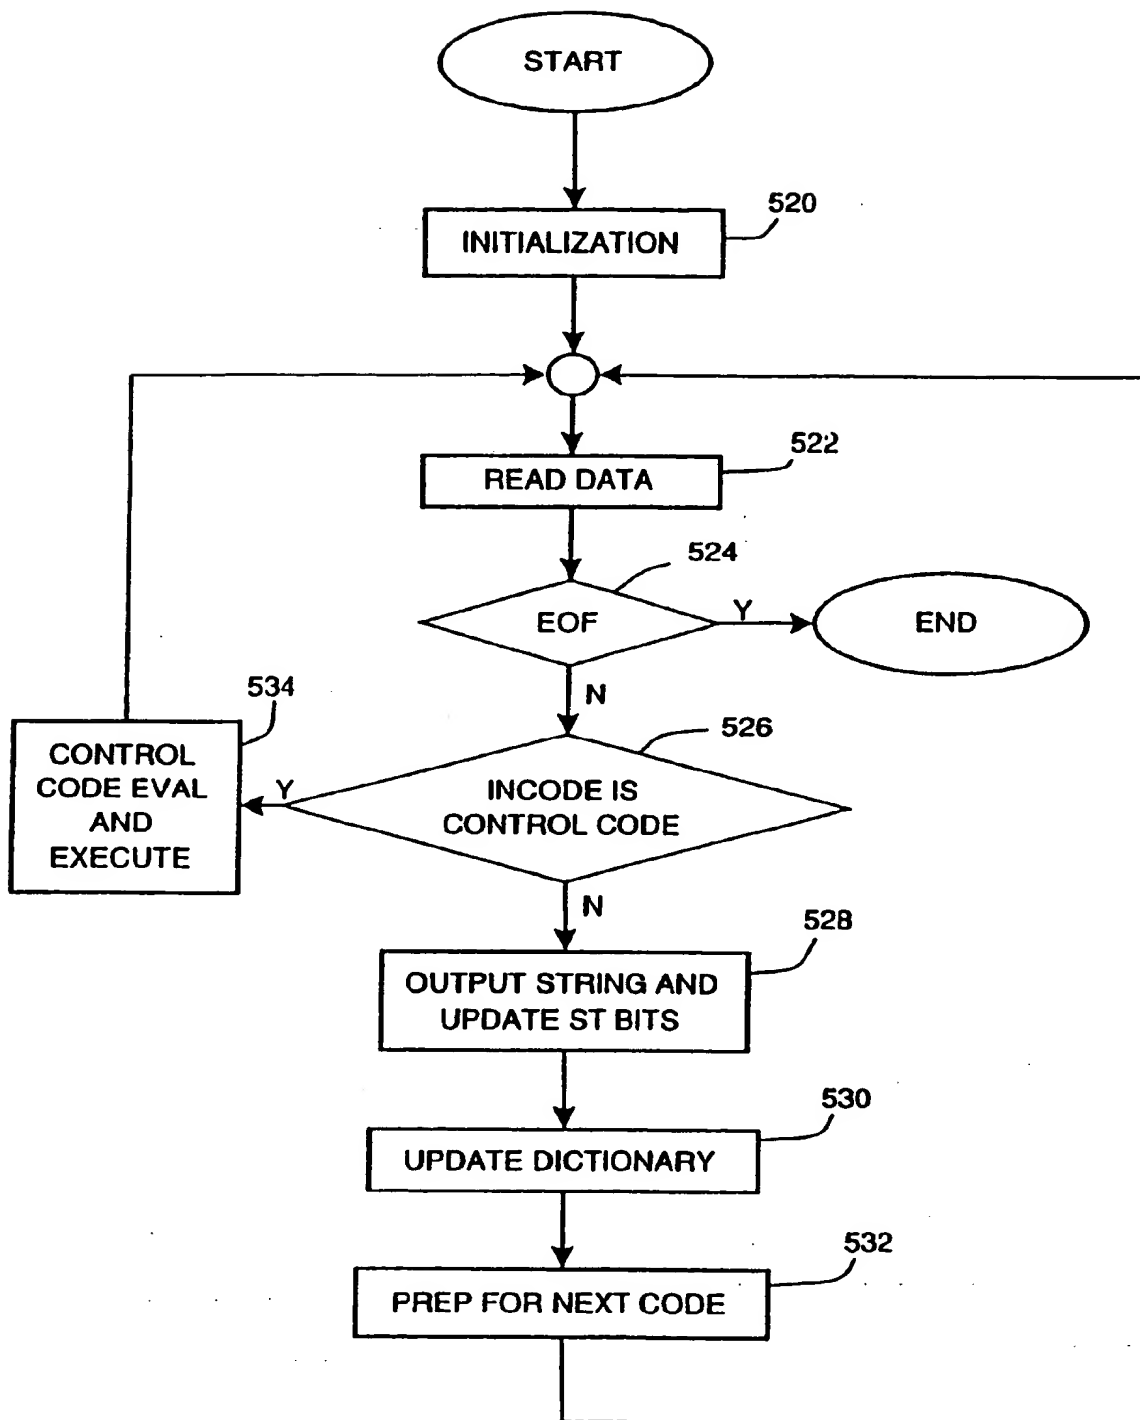 START
520
INITIALIZATION
522
READ DATA
524
EOF
Y
END
N
534
526
CONTROL
CODE EVAL
AND
EXECUTE
Y
INCODE IS
CONTROL CODE
N
528
OUTPUT STRING AND
UPDATE ST BITS
530
UPDATE DICTIONARY
532
PREP FOR NEXT CODE